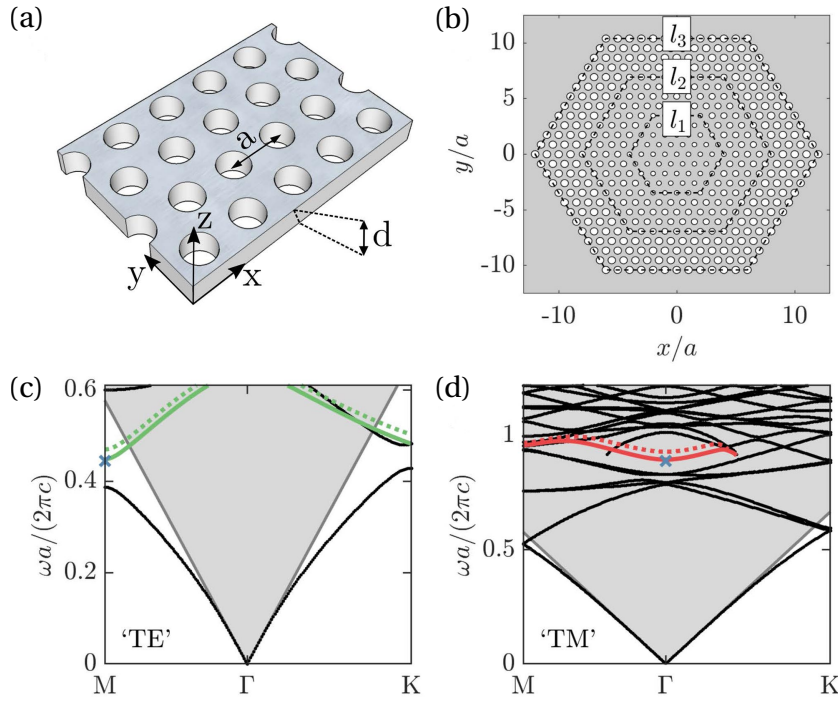 (a)
a
z
y
x
d
(b)
10
5
0
-5
-10
l₃
l₂
l₁
-10
0
10
y/a
x/a
(c)
0.6
0.4
0.2
0
ωa/(2πc)
'TE'
M
Γ
K
(d)
1
0.5
0
ωa/(2πc)
'TM'
M
Γ
K